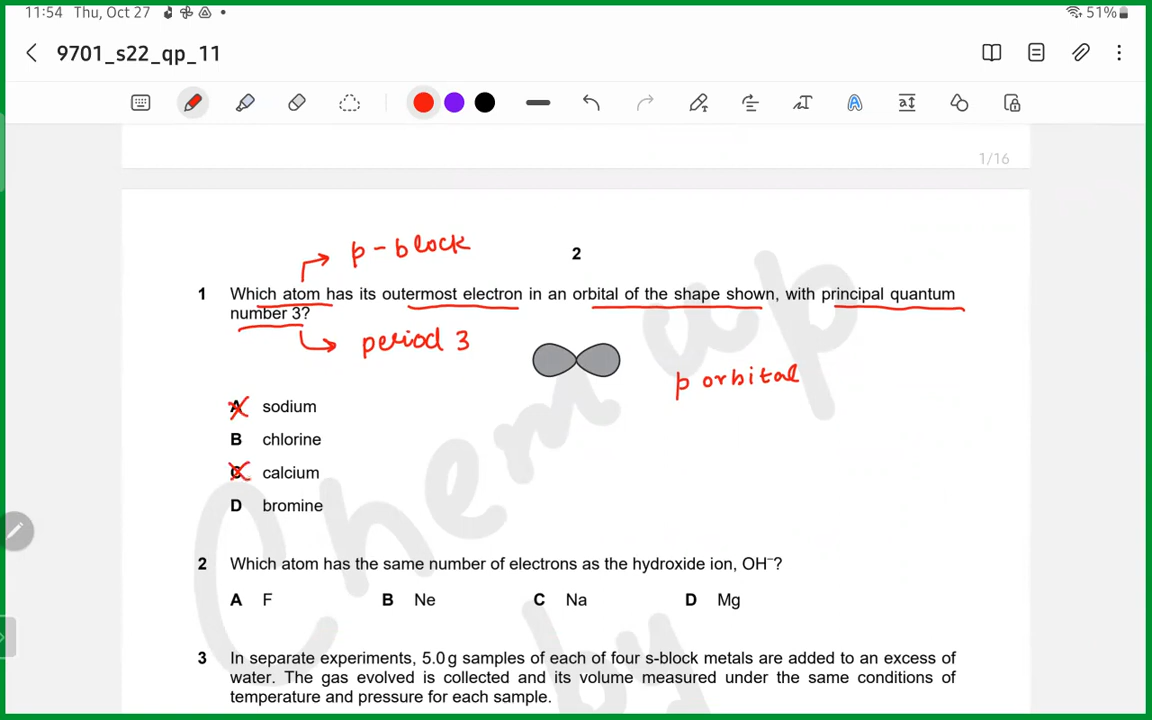 11:54 Thu, Oct 27
51%
9701_s22_qp_11
1/16
p-block
2
1 Which atom has its outermost electron in an orbital of the shape shown, with principal quantum
number 3?
period 3
p orbital
A sodium
B chlorine
C calcium
D bromine
2 Which atom has the same number of electrons as the hydroxide ion, OH⁻?
A F B Ne C Na D Mg
3 In separate experiments, 5.0g samples of each of four s-block metals are added to an excess of
water. The gas evolved is collected and its volume measured under the same conditions of
temperature and pressure for each sample.
Chem by ap